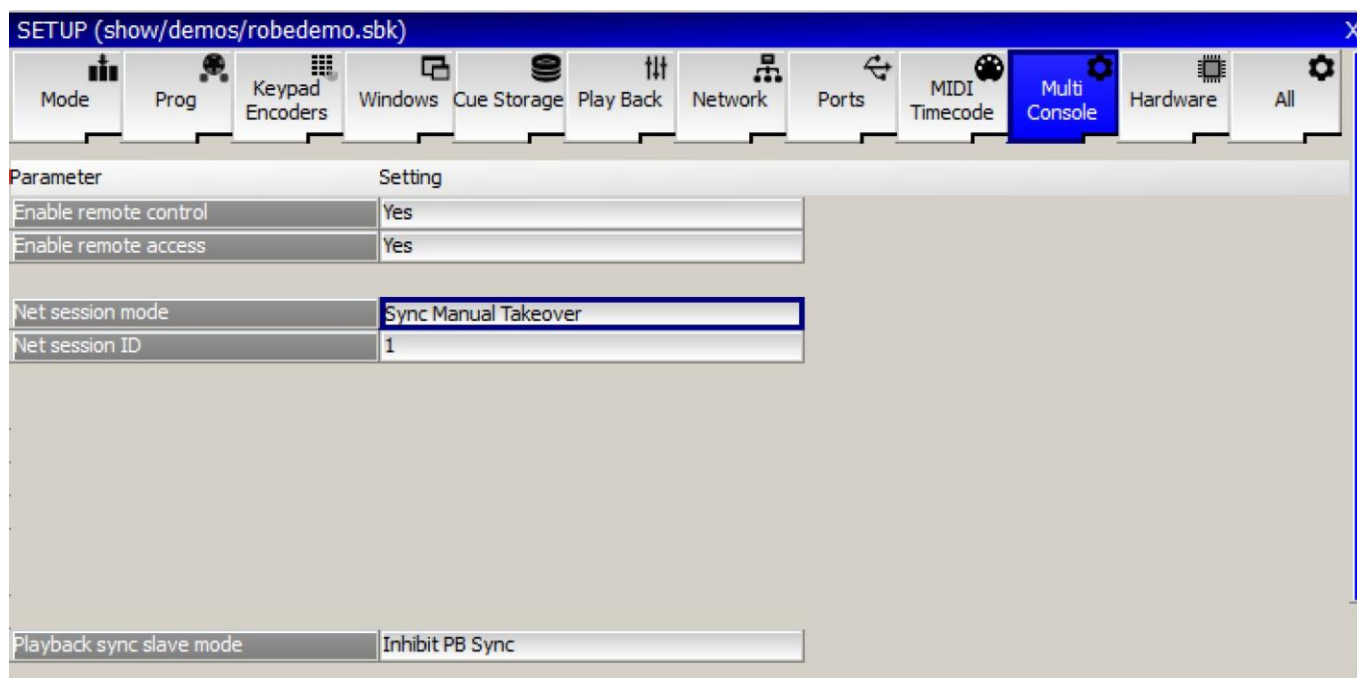 SETUP (show/demos/robedemo.sbk) X
Mode Prog Keypad Encoders Windows Cue Storage Play Back Network Ports MIDI Timecode Multi Console Hardware All
Parameter Setting
Enable remote control Yes
Enable remote access Yes
Net session mode Sync Manual Takeover
Net session ID 1
Playback sync slave mode Inhibit PB Sync